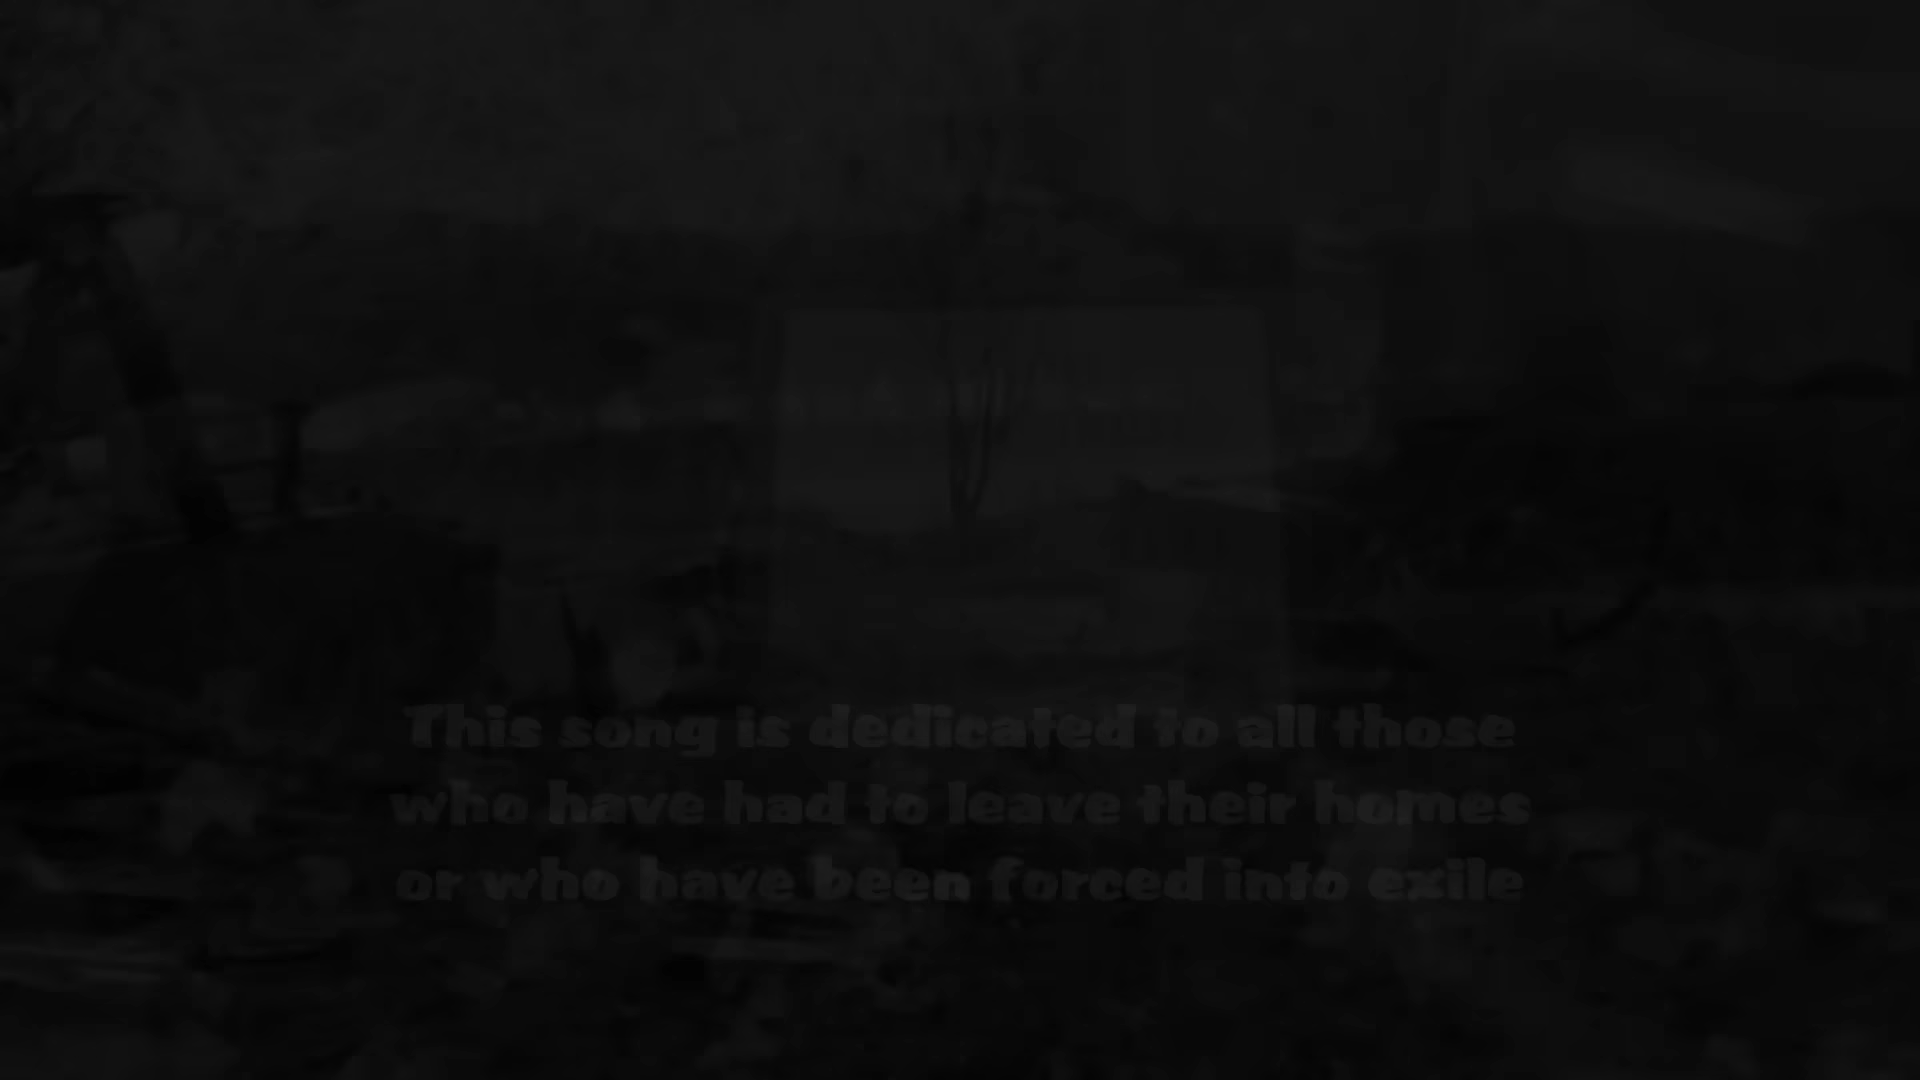 This song is dedicated to all those
who have had to leave their homes
or who have been forced into exile